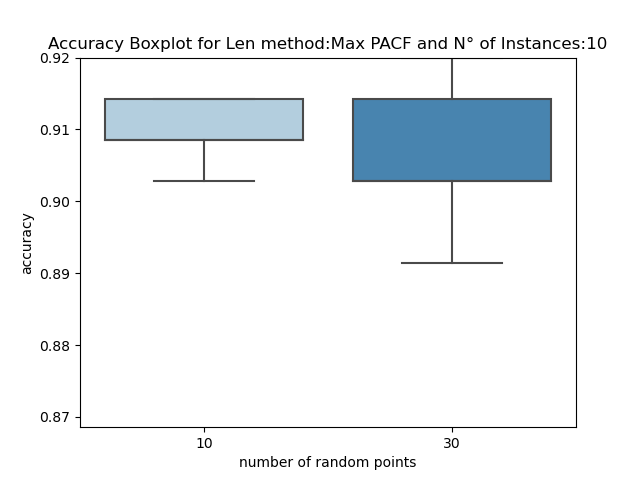 Accuracy Boxplot for Len method:Max PACF and N° of Instances:10
0.92
0.91
0.90
0.89
0.88
0.87
accuracy
10
30
number of random points